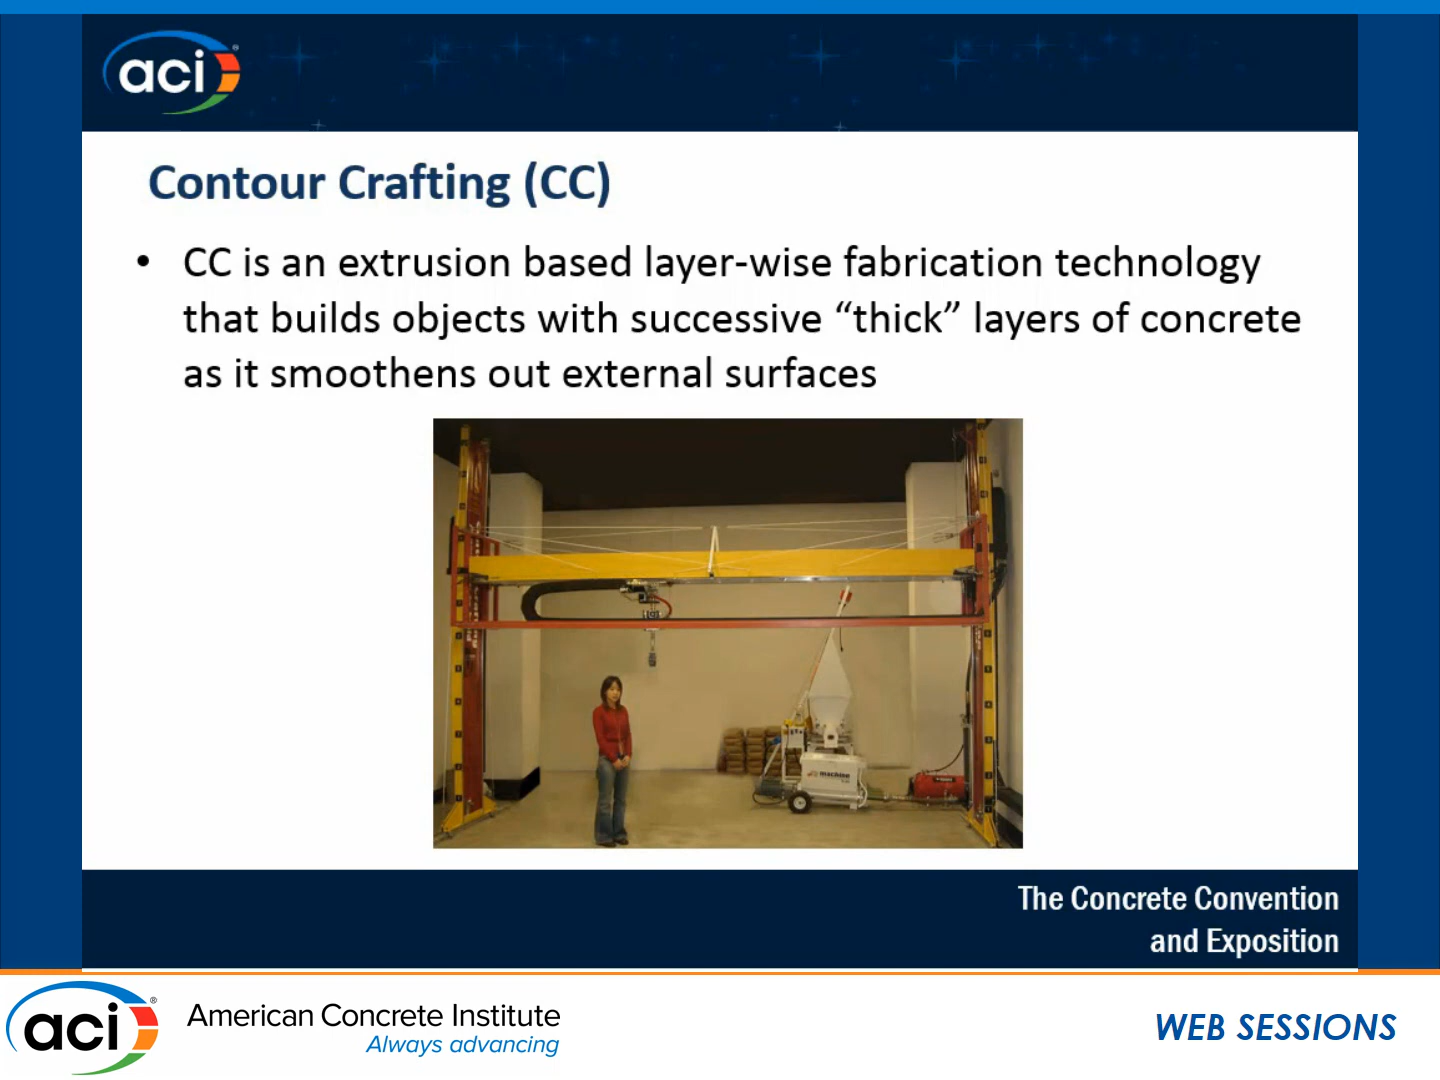 aci®
Contour Crafting (CC)
• CC is an extrusion based layer-wise fabrication technology
that builds objects with successive “thick” layers of concrete
as it smoothens out external surfaces
machine
The Concrete Convention
and Exposition
aci®
American Concrete Institute
Always advancing
WEB SESSIONS